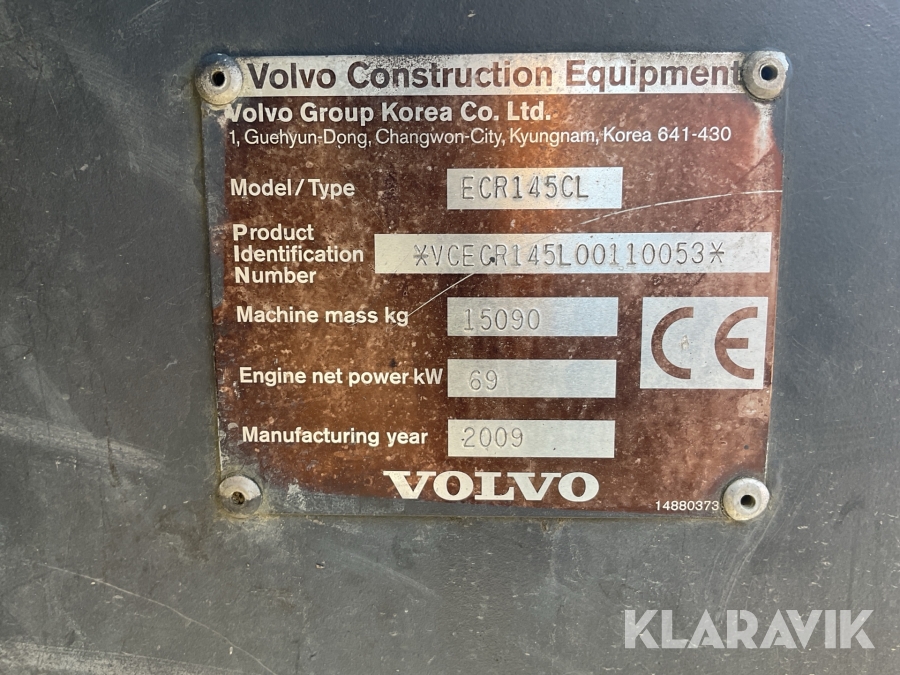 Volvo Construction Equipment
Volvo Group Korea Co. Ltd.
1, Guehyun-Dong, Changwon-City, Kyungnam, Korea 641-430
Model/Type ECR145CL
Product Identification Number *VCECR145L00110053*
Machine mass kg 15090
CE
Engine net power kW 69
Manufacturing year 2009
VOLVO
14880373
KLARAVIK